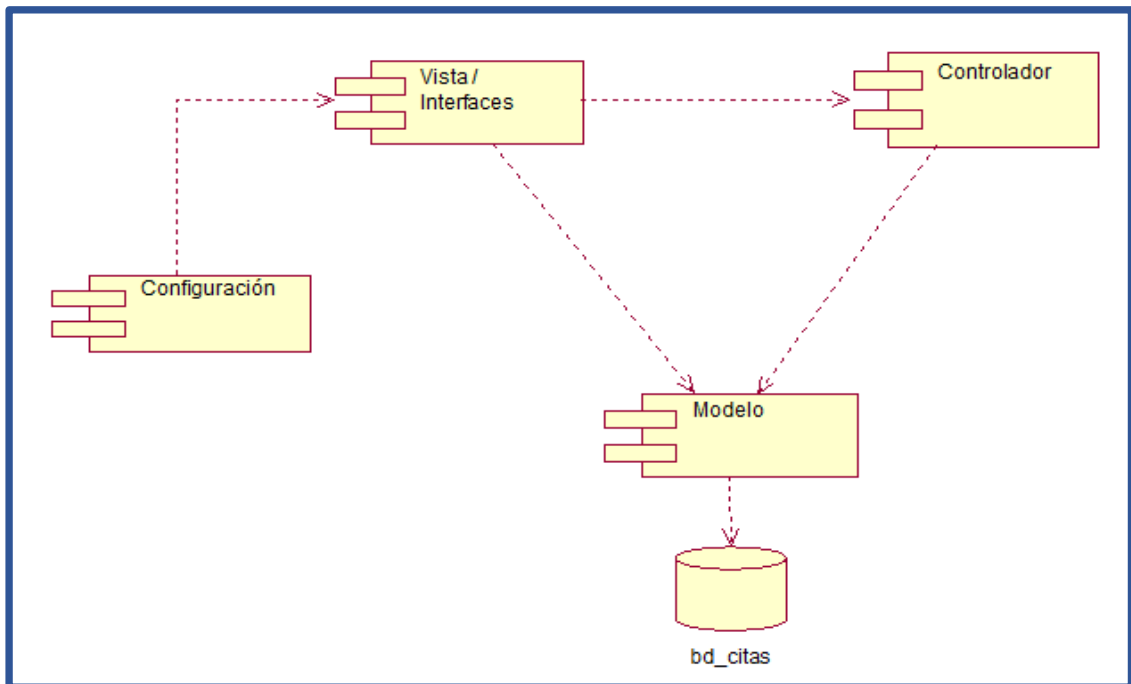 Vista /
Interfaces
Controlador
Configuración
Modelo
bd_citas